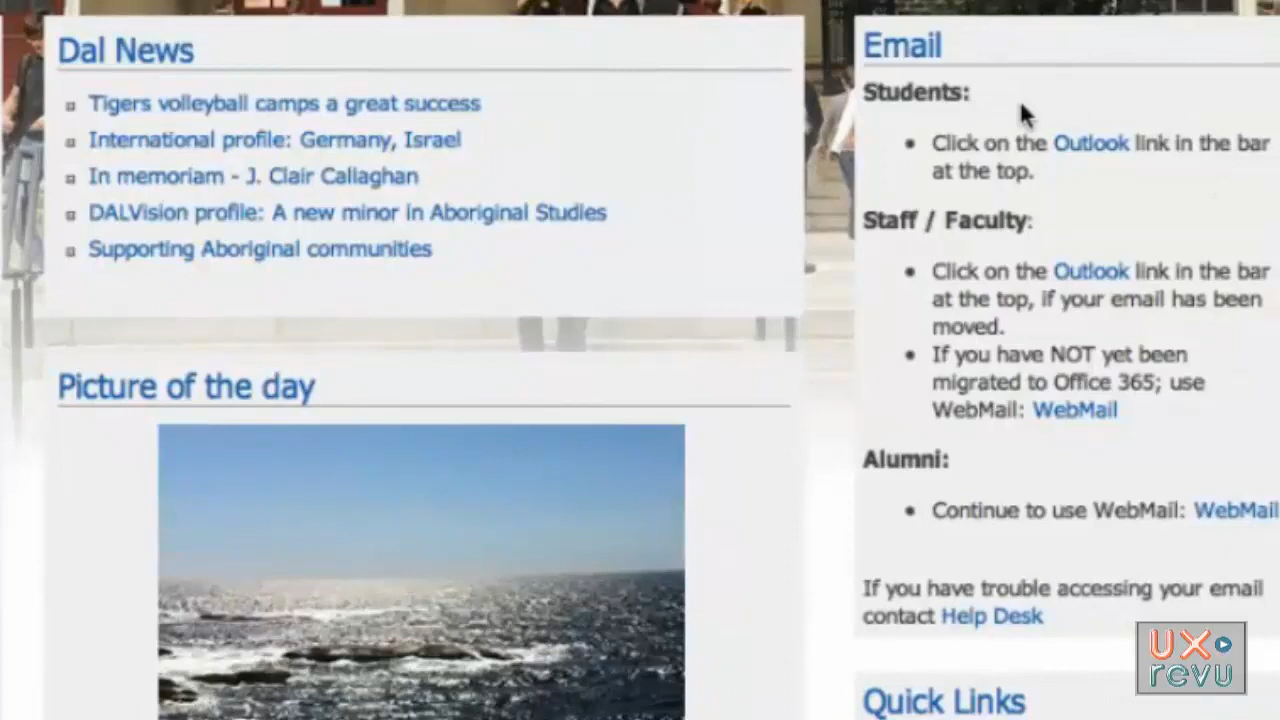 Dal News
Tigers volleyball camps a great success
International profile: Germany, Israel
In memoriam - J. Clair Callaghan
DALVision profile: A new minor in Aboriginal Studies
Supporting Aboriginal communities
Picture of the day
Email
Students:
Click on the Outlook link in the bar
at the top.
Staff / Faculty:
Click on the Outlook link in the bar
at the top, if your email has been
moved.
If you have NOT yet been
migrated to Office 365; use
WebMail: WebMail
Alumni:
Continue to use WebMail: WebMail
If you have trouble accessing your email
contact Help Desk
Quick Links
UX
revu